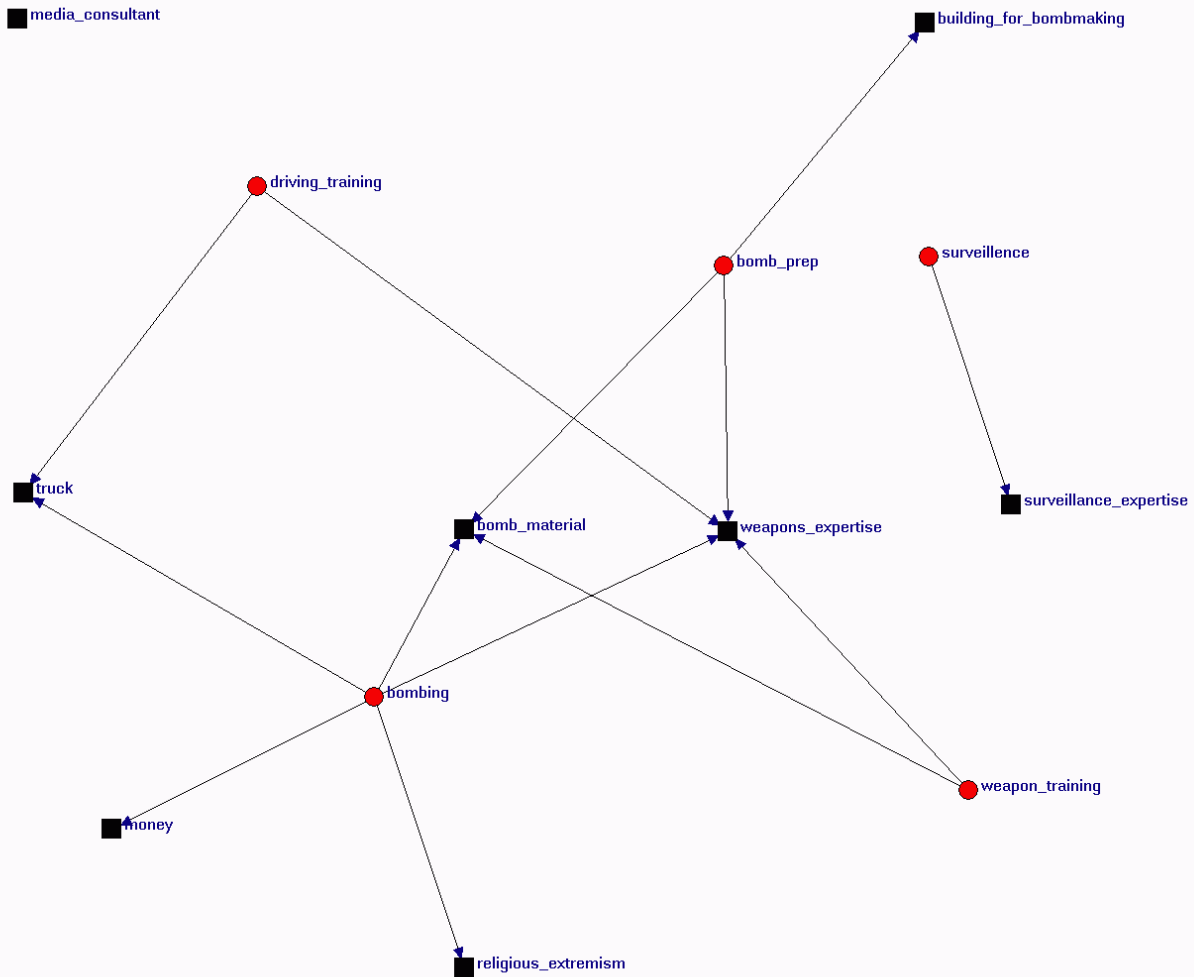 media_consultant
building_for_bombmaking
driving_training
surveillence
bomb_prep
truck
surveillance_expertise
bomb_material
weapons_expertise
bombing
weapon_training
money
religious_extremism